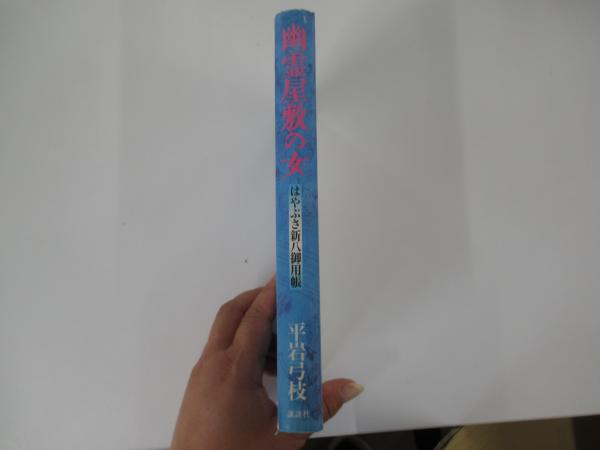 幽霊屋敷の女
はやぶさ新八御用帳
平岩弓枝
講談社